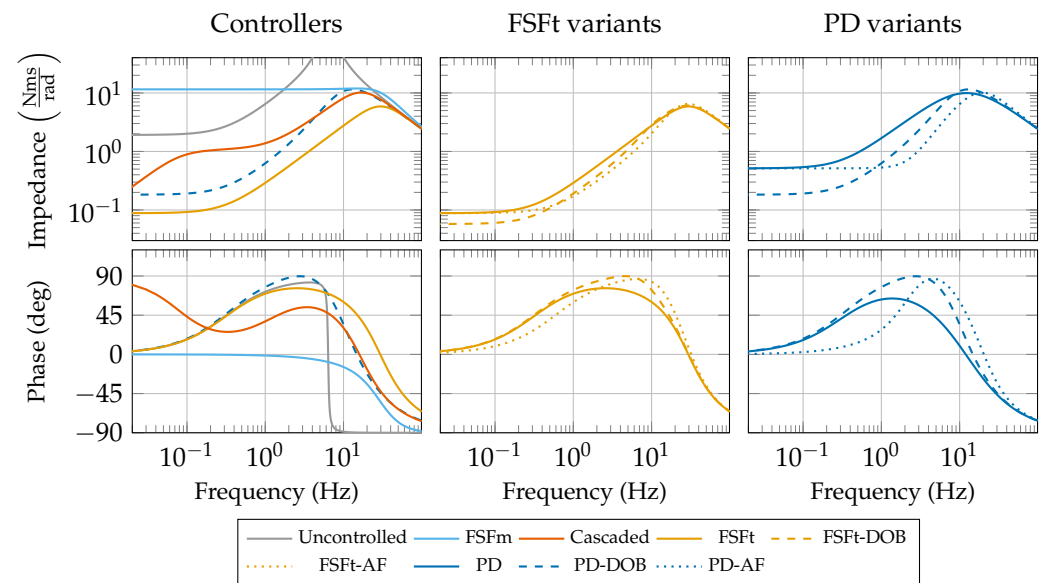 Controllers FSFt variants PD variants
Impedance (Nms/rad)
10^1
10^0
10^−1
Phase (deg)
90
45
0
−45
−90
10^−1 10^0 10^1 10^−1 10^0 10^1 10^−1 10^0 10^1
Frequency (Hz) Frequency (Hz) Frequency (Hz)
Uncontrolled FSFm Cascaded FSFt FSFt-DOB
FSFt-AF PD PD-DOB PD-AF